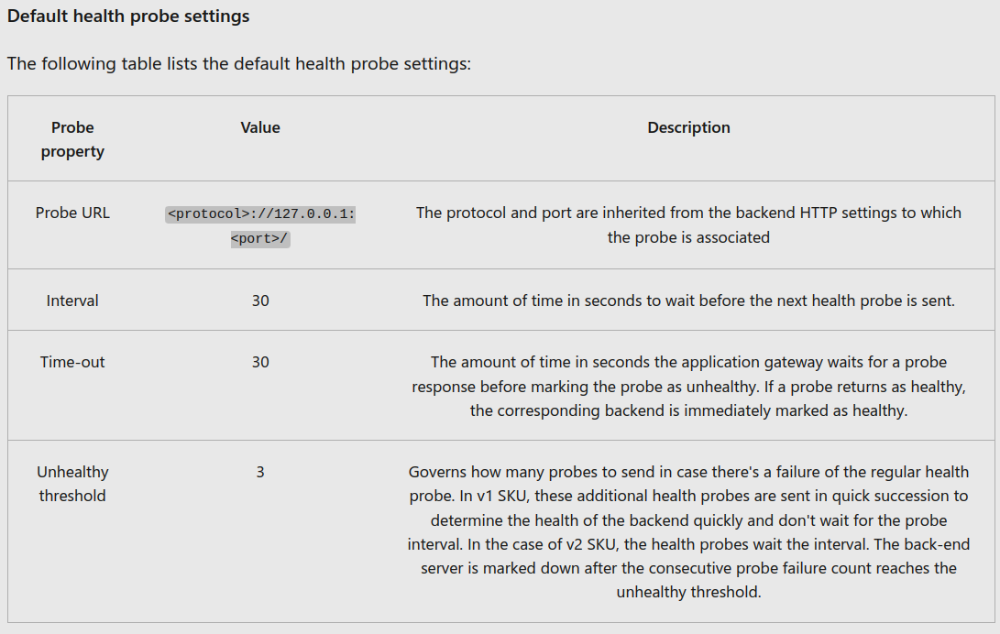 Default health probe settings
The following table lists the default health probe settings:
Probe
property
Value
Description
Probe URL
<protocol>://127.0.0.1:
<port>/
The protocol and port are inherited from the backend HTTP settings to which
the probe is associated
Interval
30
The amount of time in seconds to wait before the next health probe is sent.
Time-out
30
The amount of time in seconds the application gateway waits for a probe
response before marking the probe as unhealthy. If a probe returns as healthy,
the corresponding backend is immediately marked as healthy.
Unhealthy
threshold
3
Governs how many probes to send in case there's a failure of the regular health
probe. In v1 SKU, these additional health probes are sent in quick succession to
determine the health of the backend quickly and don't wait for the probe
interval. In the case of v2 SKU, the health probes wait the interval. The back-end
server is marked down after the consecutive probe failure count reaches the
unhealthy threshold.